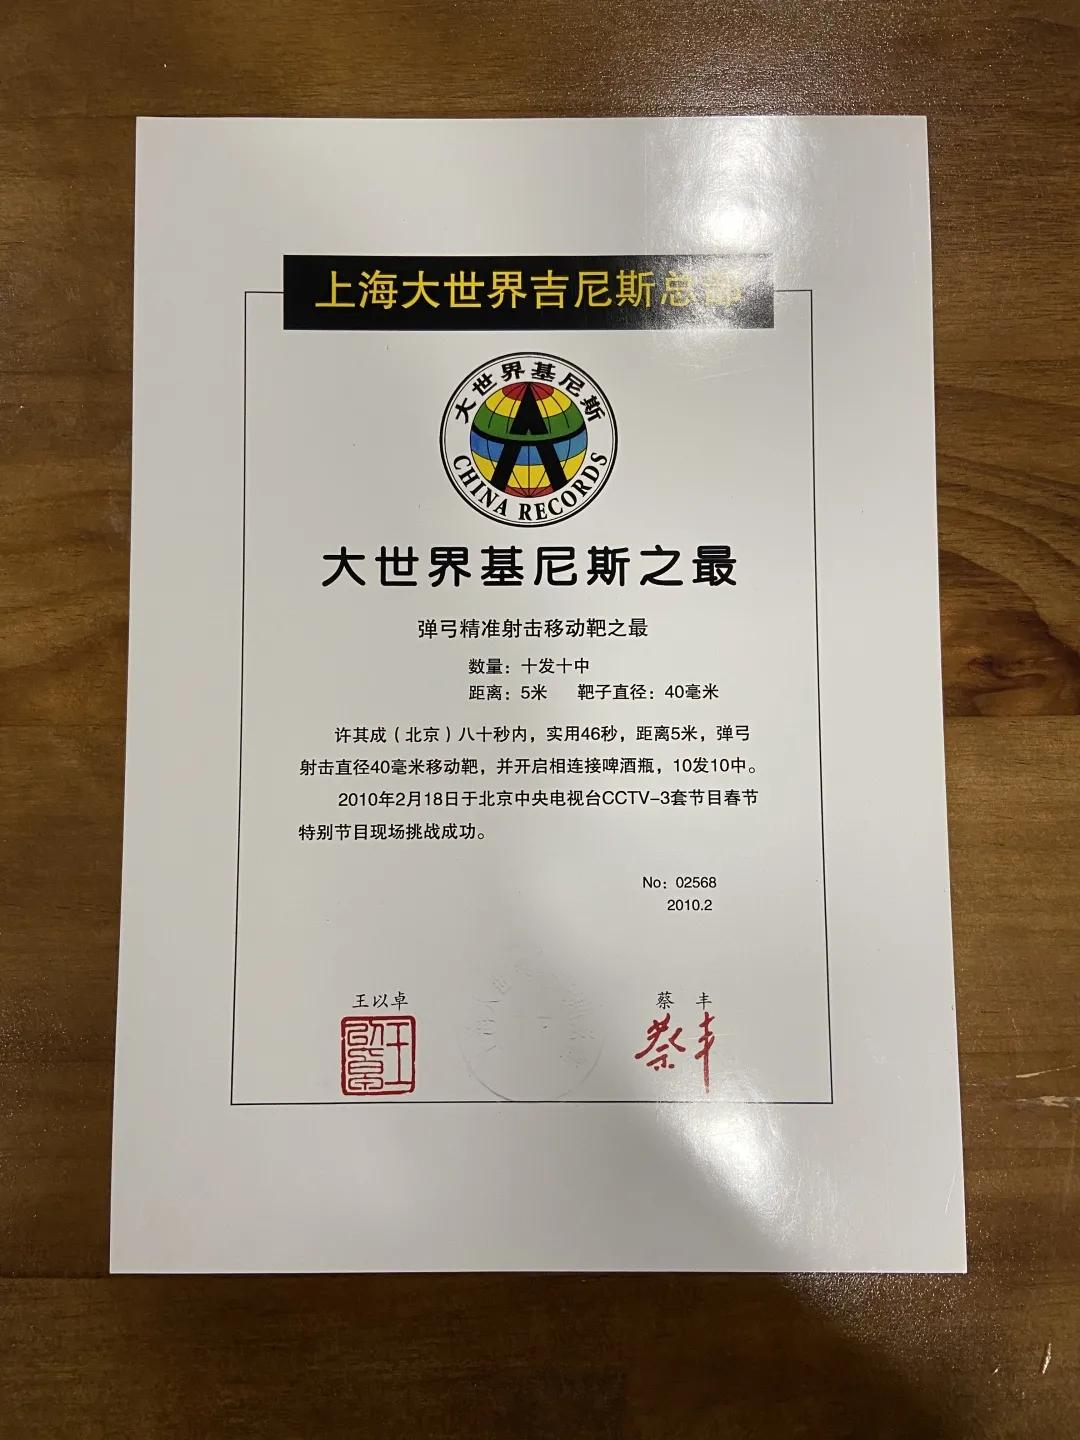 上海大世界吉尼斯总部
大世界基尼斯
CHINA RECORDS
大世界基尼斯之最
弹弓精准射击移动靶之最
数量：十发十中
距离：5米 靶子直径：40毫米
许其成（北京）八十秒内，实用46秒，距离5米，弹弓
射击直径40毫米移动靶，并开启相连接啤酒瓶，10发10中。
2010年2月18日于北京中央电视台CCTV-3套节目春节
特别节目现场挑战成功。
No：02568
2010.2
王以卓
蔡 丰
蔡丰